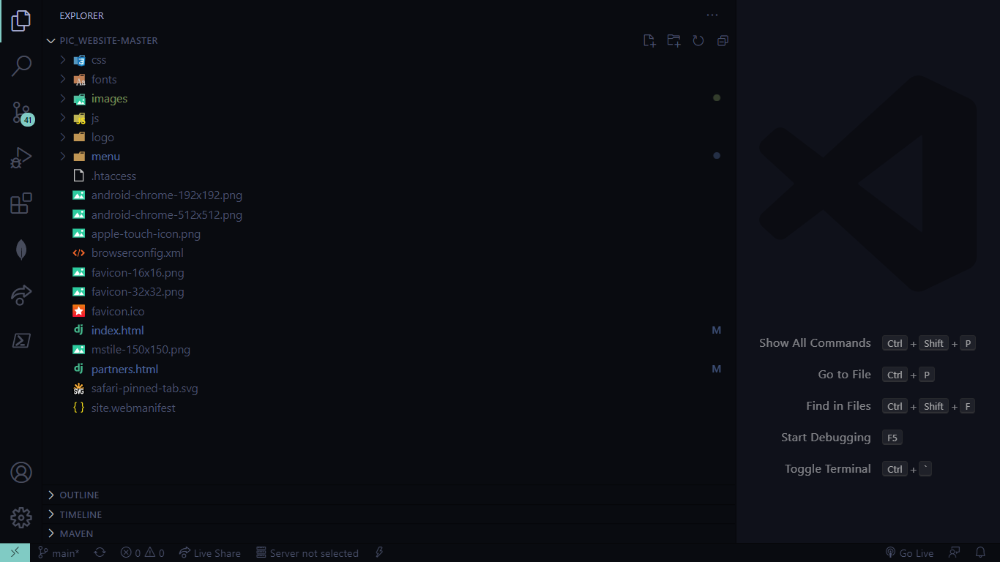 EXPLORER
PIC_WEBSITE-MASTER
css
fonts
images
js
logo
menu
.htaccess
android-chrome-192x192.png
android-chrome-512x512.png
apple-touch-icon.png
browserconfig.xml
favicon-16x16.png
favicon-32x32.png
favicon.ico
dj index.html M
mstile-150x150.png
dj partners.html M
SVG safari-pinned-tab.svg
{ } site.webmanifest
OUTLINE
TIMELINE
MAVEN
41
Show All Commands Ctrl + Shift + P
Go to File Ctrl + P
Find in Files Ctrl + Shift + F
Start Debugging F5
Toggle Terminal Ctrl + `
main* 0 0 Live Share Server not selected Go Live